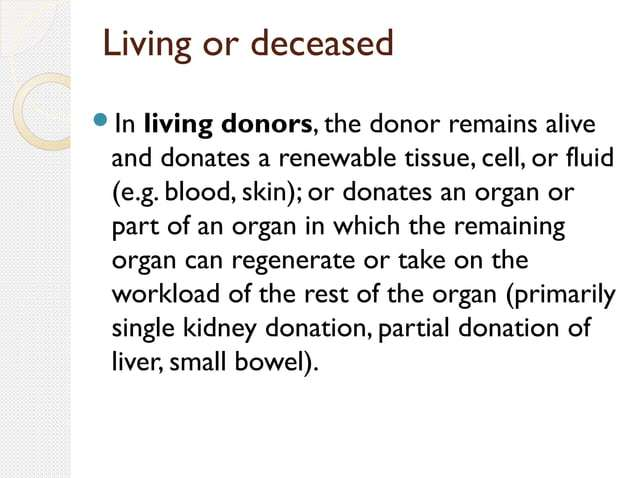 Living or deceased
In living donors, the donor remains alive
and donates a renewable tissue, cell, or fluid
(e.g. blood, skin); or donates an organ or
part of an organ in which the remaining
organ can regenerate or take on the
workload of the rest of the organ (primarily
single kidney donation, partial donation of
liver, small bowel).